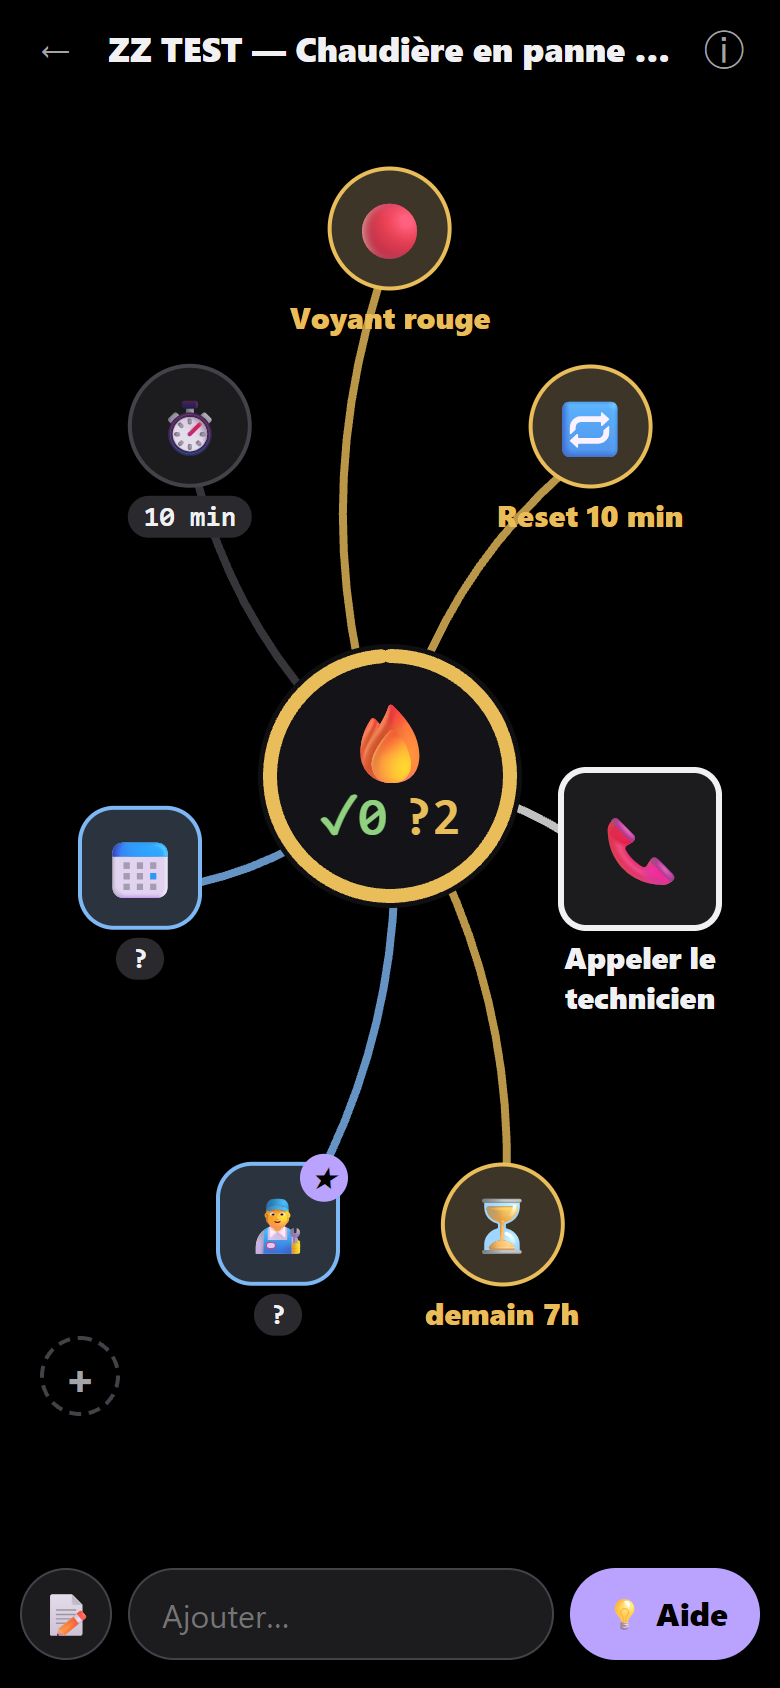 ← ZZ TEST — Chaudière en panne ... ⓘ
Voyant rouge
10 min
Reset 10 min
✓0 ?2
?
Appeler le
technicien
★
?
demain 7h
+
Ajouter...
Aide